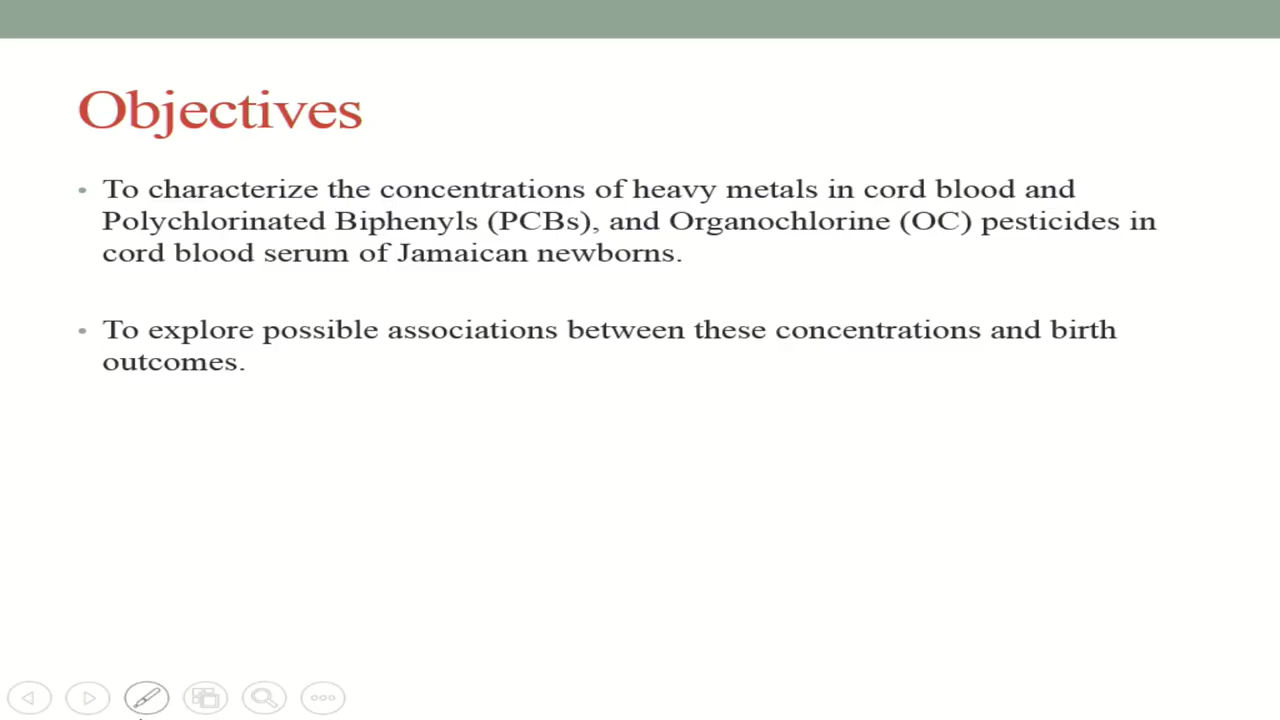 Objectives
• To characterize the concentrations of heavy metals in cord blood and
Polychlorinated Biphenyls (PCBs), and Organochlorine (OC) pesticides in
cord blood serum of Jamaican newborns.
• To explore possible associations between these concentrations and birth
outcomes.